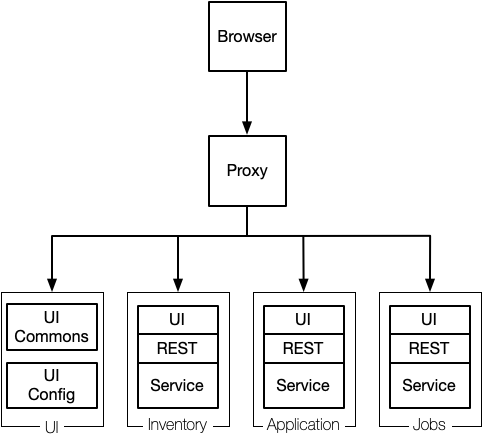 Browser
Proxy
UI
Commons
UI
Config
UI
UI
REST
Service
Inventory
UI
REST
Service
Application
UI
REST
Service
Jobs